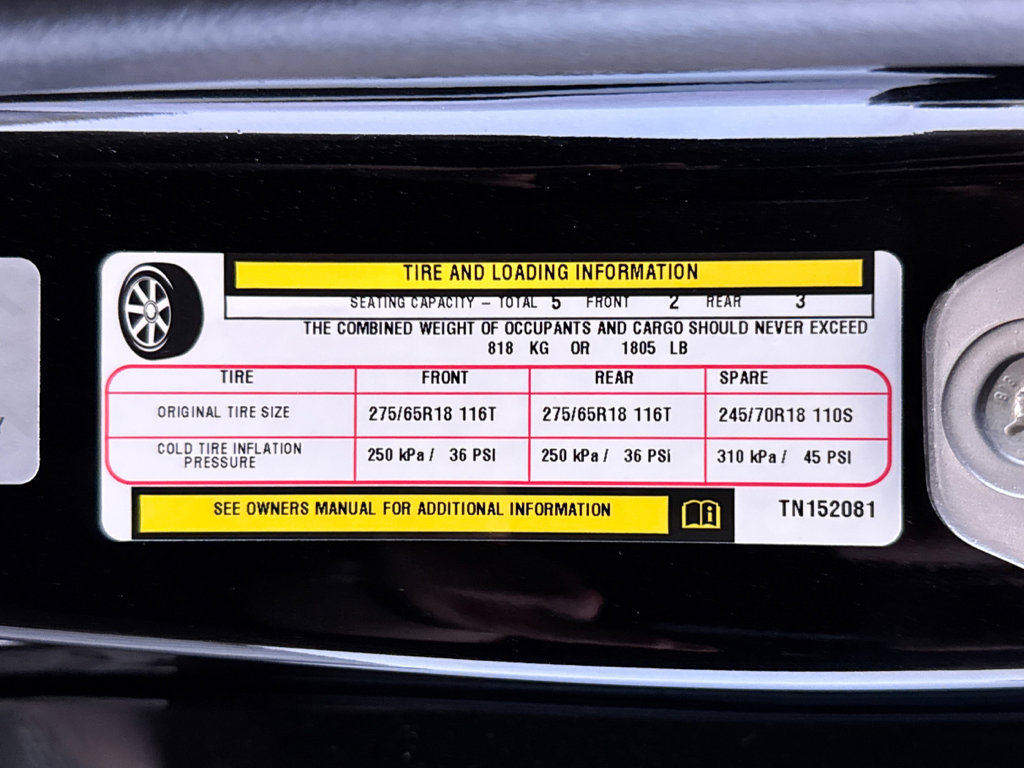 TIRE AND LOADING INFORMATION
SEATING CAPACITY – TOTAL 5 FRONT 2 REAR 3
THE COMBINED WEIGHT OF OCCUPANTS AND CARGO SHOULD NEVER EXCEED
818 KG OR 1805 LB
TIRE FRONT REAR SPARE
ORIGINAL TIRE SIZE 275/65R18 116T 275/65R18 116T 245/70R18 110S
COLD TIRE INFLATION
PRESSURE 250 kPa / 36 PSI 250 kPa / 36 PSI 310 kPa / 45 PSI
SEE OWNERS MANUAL FOR ADDITIONAL INFORMATION
TN152081